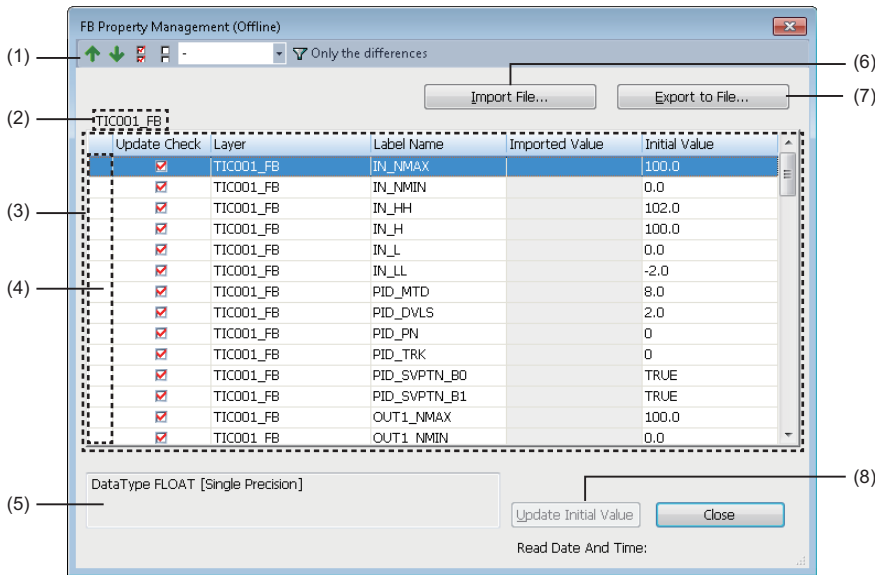 FB Property Management (Offline)
(1)
-
Only the differences
(6)
Import File...
Export to File...
(7)
(2)
TIC001_FB
Update Check Layer Label Name Imported Value Initial Value
TIC001_FB IN_NMAX 100.0
TIC001_FB IN_NMIN 0.0
(3)
TIC001_FB IN_HH 102.0
TIC001_FB IN_H 100.0
TIC001_FB IN_L 0.0
TIC001_FB IN_LL -2.0
(4)
TIC001_FB PID_MTD 8.0
TIC001_FB PID_DVLS 2.0
TIC001_FB PID_PN 0
TIC001_FB PID_TRK 0
TIC001_FB PID_SVPTN_B0 TRUE
TIC001_FB PID_SVPTN_B1 TRUE
TIC001_FB OUT1_NMAX 100.0
TIC001_FB OUT1_NMIN 0.0
(8)
DataType FLOAT [Single Precision]
(5)
Update Initial Value
Close
Read Date And Time: